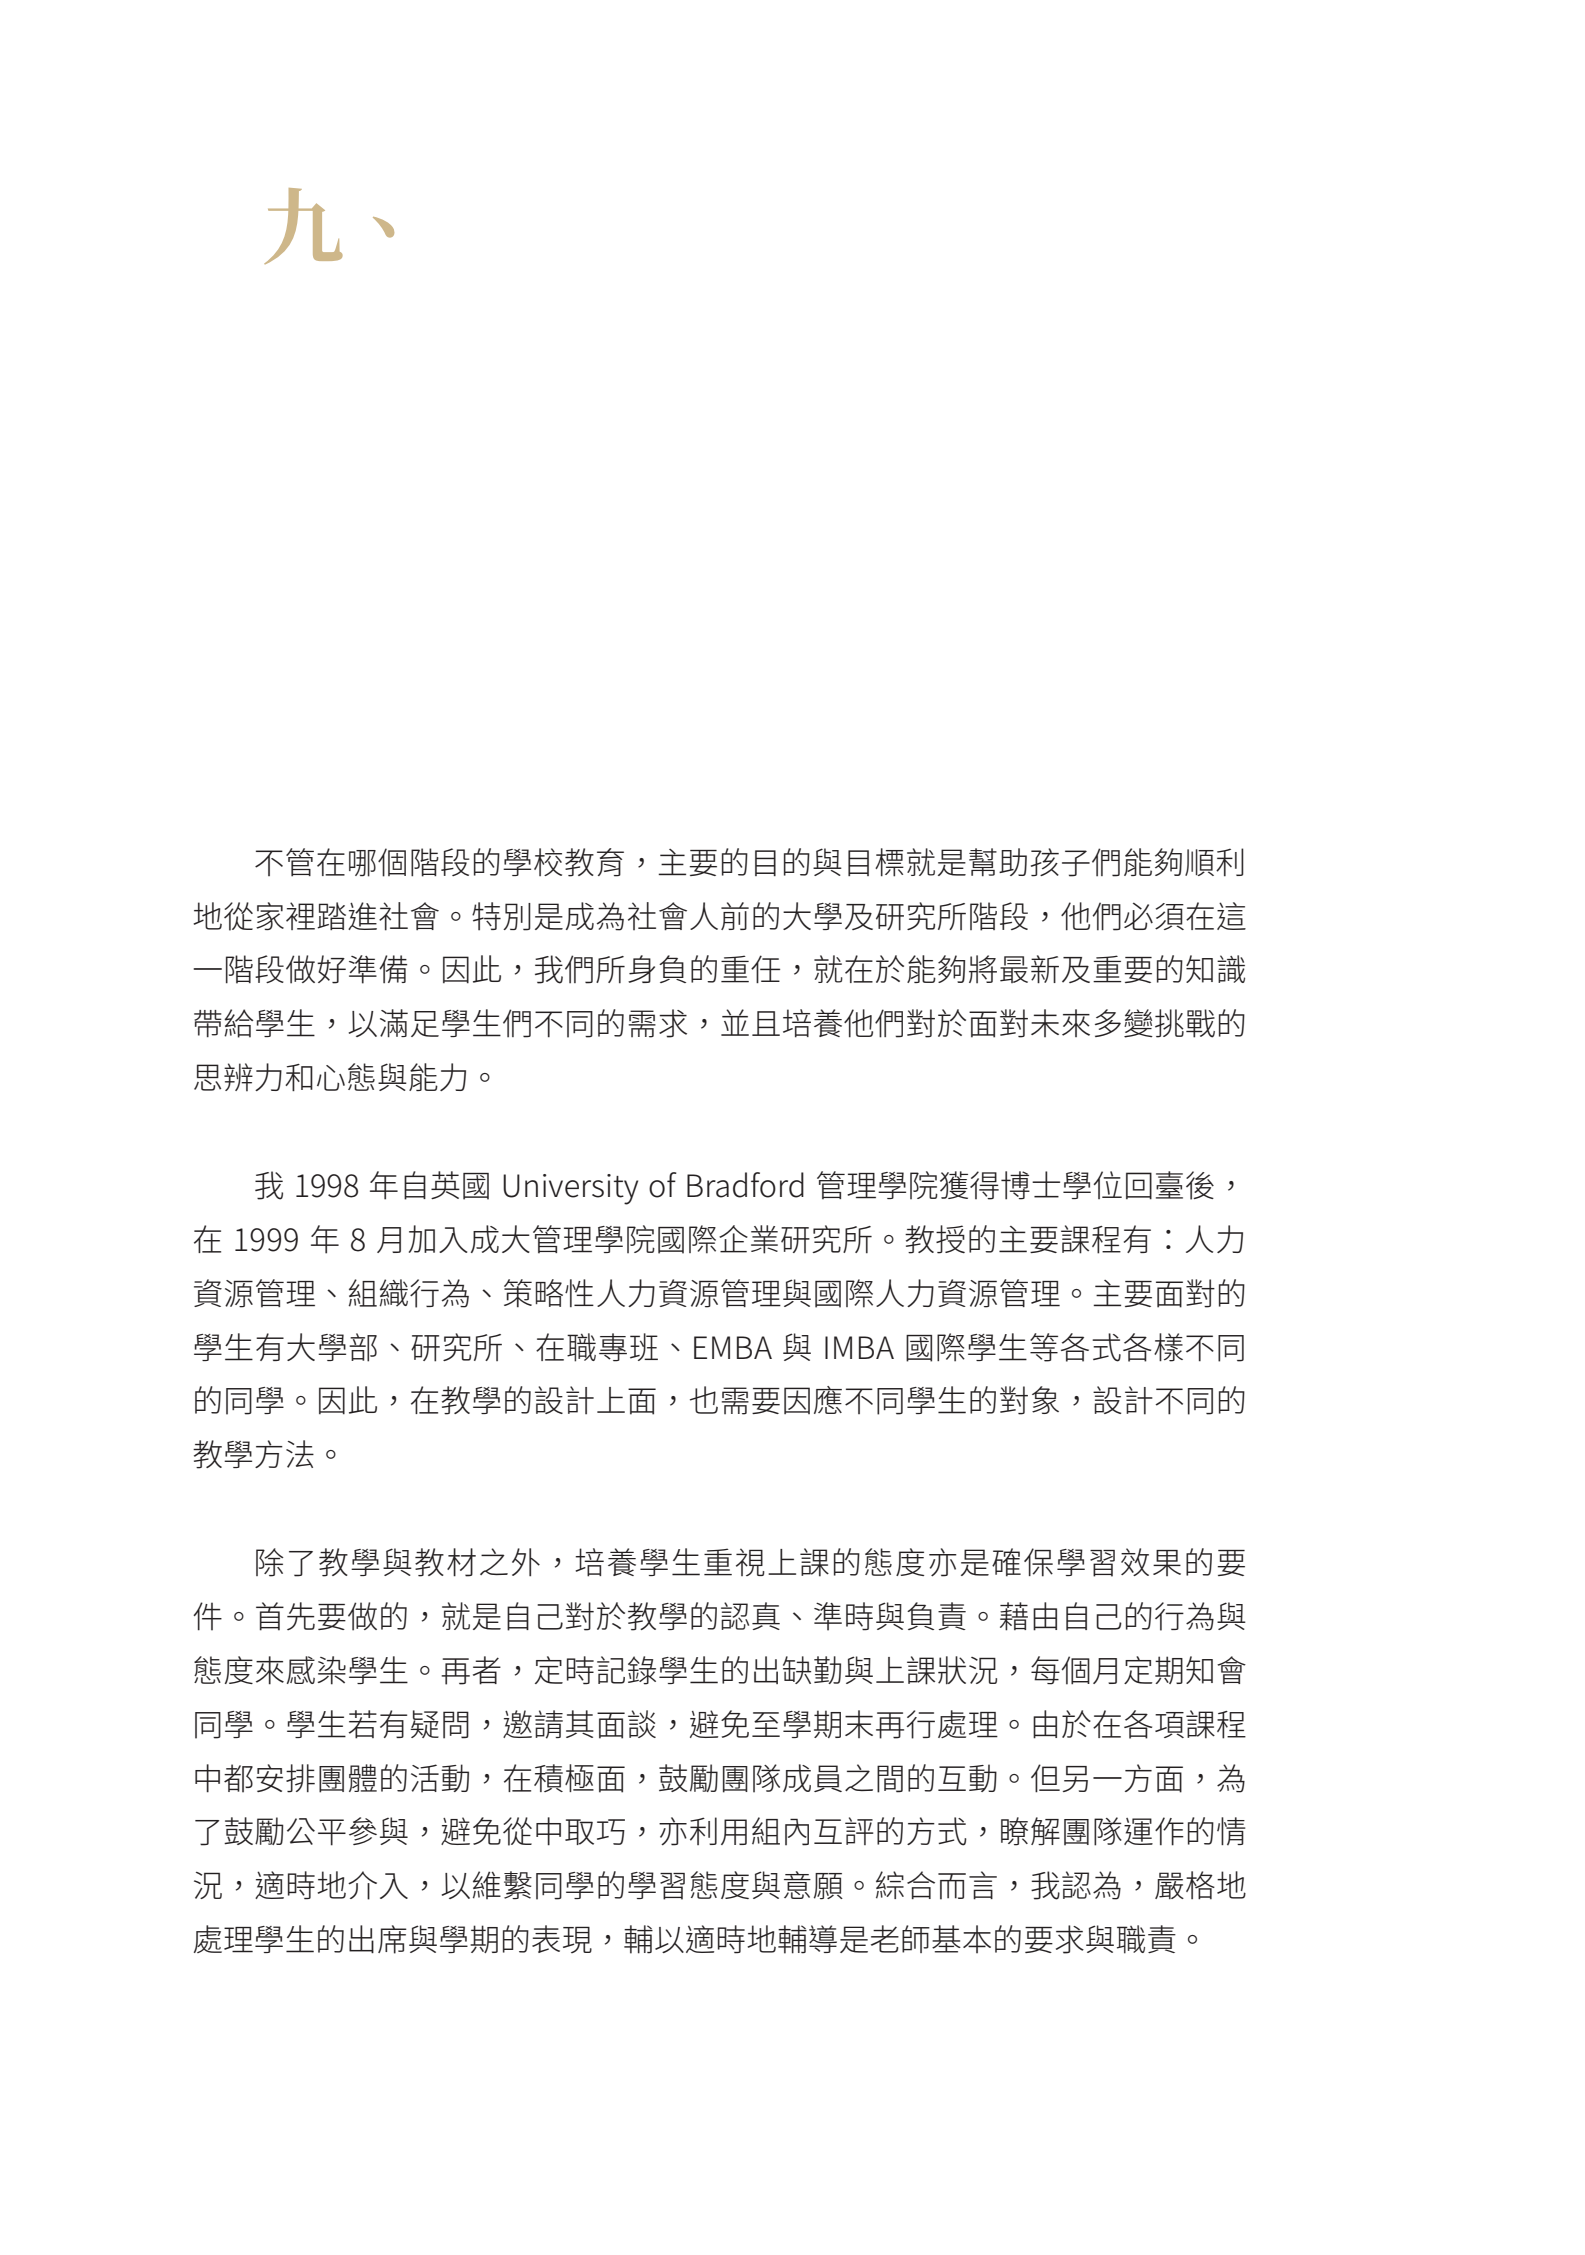 九、
不管在哪個階段的學校教育，主要的目的與目標就是幫助孩子們能夠順利
地從家裡踏進社會。特別是成為社會人前的大學及研究所階段，他們必須在這
一階段做好準備。因此，我們所身負的重任，就在於能夠將最新及重要的知識
帶給學生，以滿足學生們不同的需求，並且培養他們對於面對未來多變挑戰的
思辨力和心態與能力。
我 1998 年自英國 University of Bradford 管理學院獲得博士學位回臺後，
在 1999 年 8 月加入成大管理學院國際企業研究所。教授的主要課程有：人力
資源管理、組織行為、策略性人力資源管理與國際人力資源管理。主要面對的
學生有大學部、研究所、在職專班、EMBA 與 IMBA 國際學生等各式各樣不同
的同學。因此，在教學的設計上面，也需要因應不同學生的對象，設計不同的
教學方法。
除了教學與教材之外，培養學生重視上課的態度亦是確保學習效果的要
件。首先要做的，就是自己對於教學的認真、準時與負責。藉由自己的行為與
態度來感染學生。再者，定時記錄學生的出缺勤與上課狀況，每個月定期知會
同學。學生若有疑問，邀請其面談，避免至學期末再行處理。由於在各項課程
中都安排團體的活動，在積極面，鼓勵團隊成員之間的互動。但另一方面，為
了鼓勵公平參與，避免從中取巧，亦利用組內互評的方式，瞭解團隊運作的情
況，適時地介入，以維繫同學的學習態度與意願。綜合而言，我認為，嚴格地
處理學生的出席與學期的表現，輔以適時地輔導是老師基本的要求與職責。